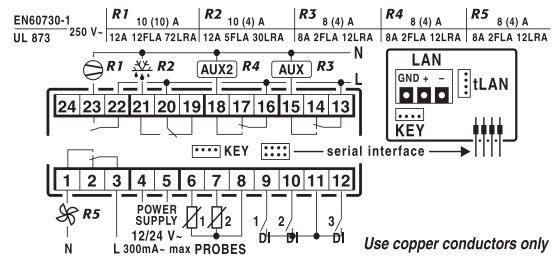 EN60730-1
UL 873
250 V~
R1 10 (10) A
12A 12FLA 72LRA
R2 10 (4) A
12A 5FLA 30LRA
R3 8 (4) A
8A 2FLA 12LRA
R4 8 (4) A
8A 2FLA 12LRA
R5 8 (4) A
8A 2FLA 12LRA
N
R1 R2 AUX2 R4 AUX R3
L
24 23 22 21 20 19 18 17 16 15 14 13
LAN
GND + −
tLAN
KEY
KEY serial interface
1 2 3 4 5 6 7 8 9 10 11 12
R5
N
L
POWER
SUPPLY
12/24 V~
300mA~ max
1 2
PROBES
1 2 3
DI DI DI
Use copper conductors only